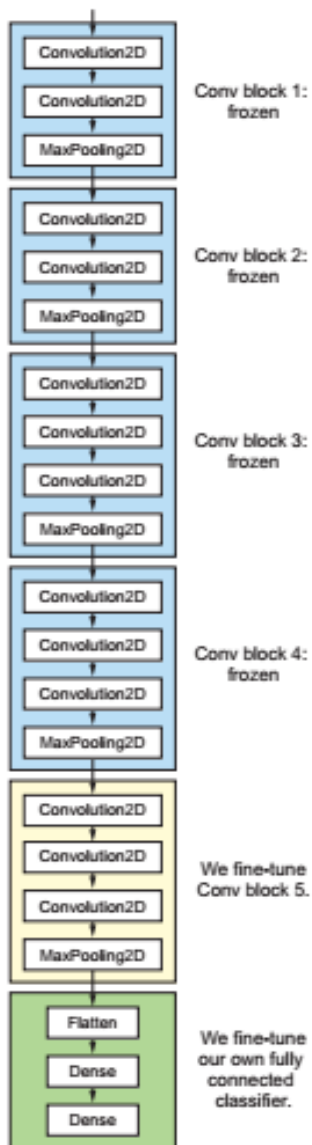 Convolution2D
Convolution2D
MaxPooling2D
Conv block 1:
frozen
Convolution2D
Convolution2D
MaxPooling2D
Conv block 2:
frozen
Convolution2D
Convolution2D
Convolution2D
MaxPooling2D
Conv block 3:
frozen
Convolution2D
Convolution2D
Convolution2D
MaxPooling2D
Conv block 4:
frozen
Convolution2D
Convolution2D
Convolution2D
MaxPooling2D
We fine-tune
Conv block 5.
Flatten
Dense
Dense
We fine-tune
our own fully
connected
classifier.